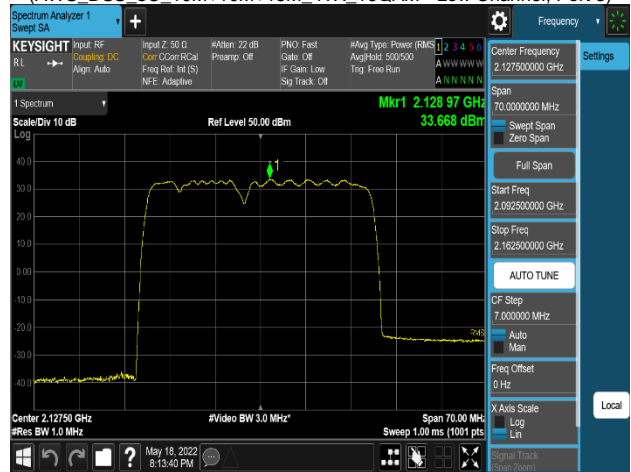 Spectrum Analyzer 1
Swept SA
Frequency
KEYSIGHT
Input: RF
Input Z: 50 Ω
#Atten: 22 dB
PNO: Fast
#Avg Type: Power (RMS
1 2 3 4 5 6
RL
Coupling: DC
Corr CCorr RCal
Preamp: Off
Gate: Off
Avg|Hold: 500/500
A W W W W W
Align: Auto
Freq Ref: Int (S)
IF Gain: Low
Trig: Free Run
NFE: Adaptive
Sig Track: Off
A N N N N N
Center Frequency
2.127500000 GHz
Settings
1 Spectrum
Mkr1 2.128 97 GHz
Scale/Div 10 dB
Ref Level 50.00 dBm
33.668 dBm
Log
Span
70.0000000 MHz
Swept Span
Zero Span
Full Span
Start Freq
2.092500000 GHz
Stop Freq
2.162500000 GHz
AUTO TUNE
CF Step
7.000000 MHz
Auto
Man
Freq Offset
0 Hz
X Axis Scale
Log
Lin
Local
Signal Track
(Span Zoom)
1
40.0
30.0
20.0
10.0
0.00
-10.0
-20.0
-30.0
-40.0
RMS
Center 2.12750 GHz
#Video BW 3.0 MHz*
Span 70.00 MHz
#Res BW 1.0 MHz
Sweep 1.00 ms (1001 pts
May 18, 2022
8:13:40 PM